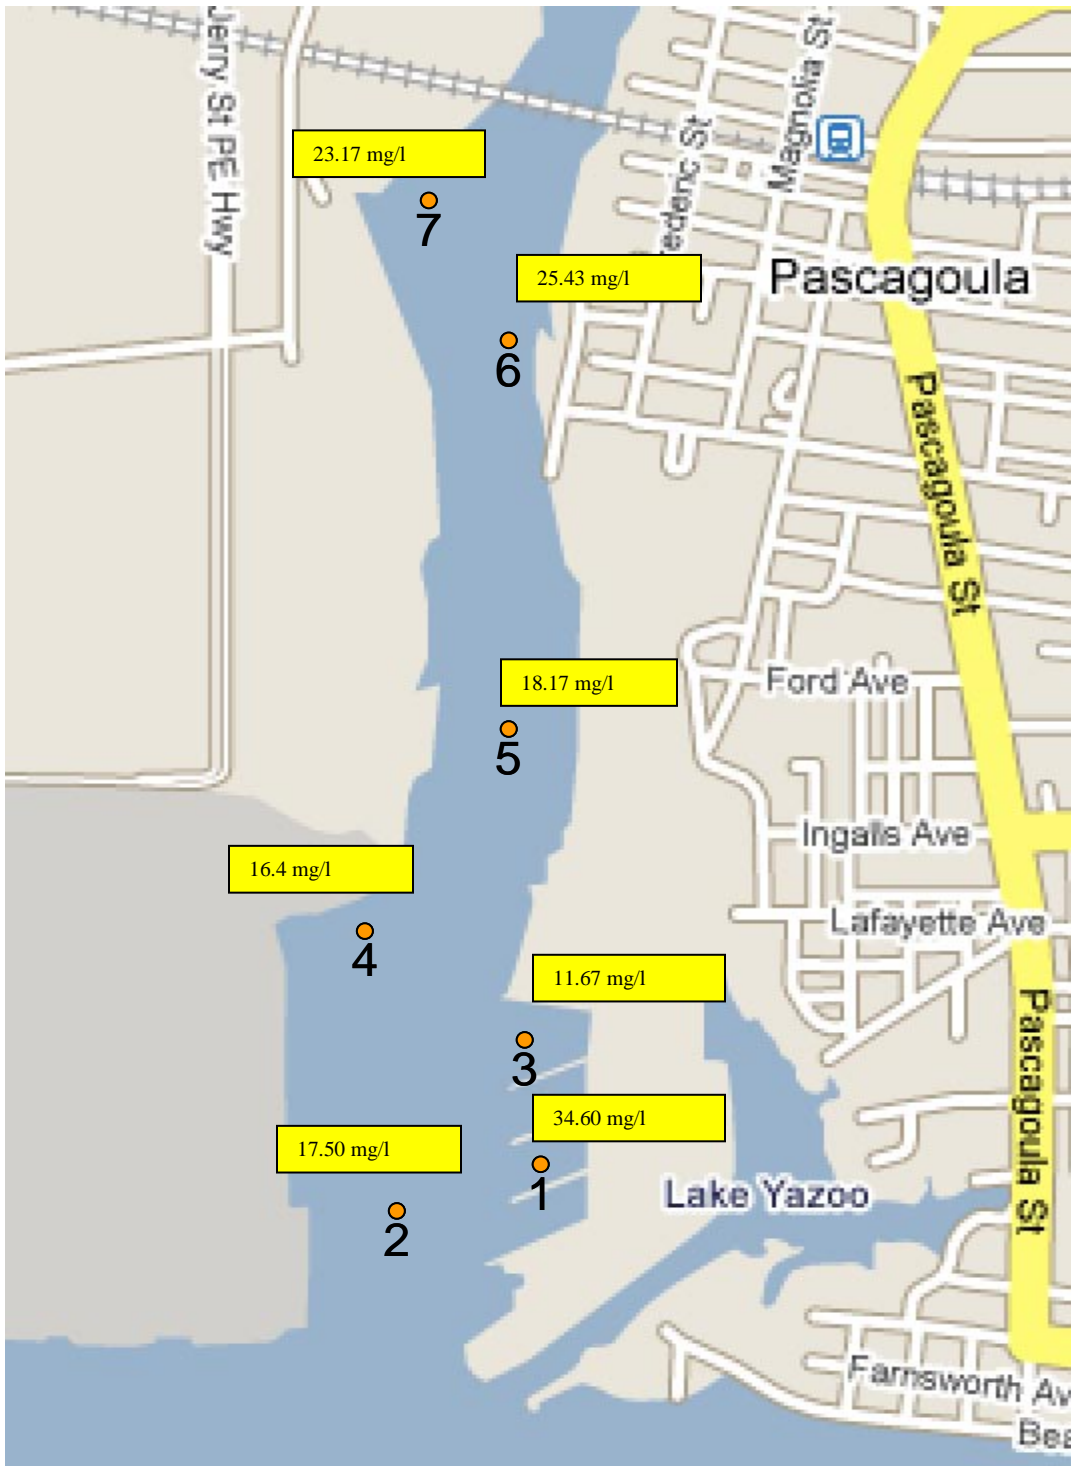 Jerry St PE Hwy
Magnolia St
23.17 mg/l
7
25.43 mg/l
Pascagoula
6
Pascagoula St
18.17 mg/l
Ford Ave
5
Ingalls Ave
16.4 mg/l
Lafayette Ave
4
11.67 mg/l
Pascagoula St
3
34.60 mg/l
17.50 mg/l
1
Lake Yazoo
2
Farnsworth Av